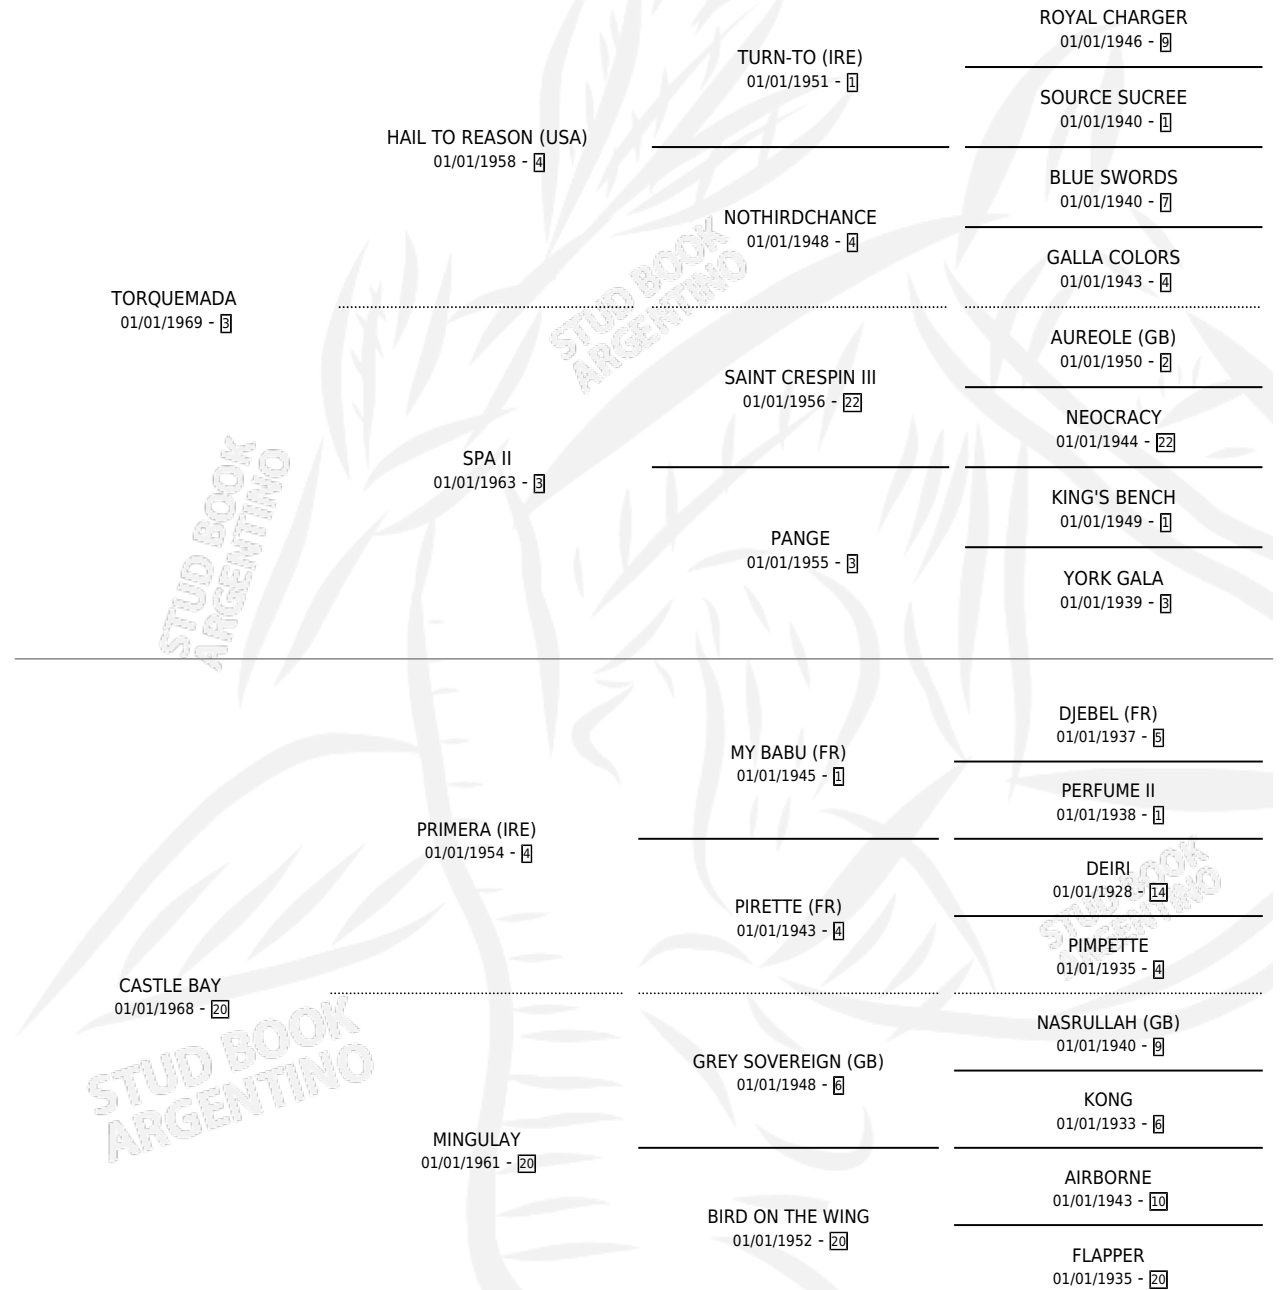 ROYAL CHARGER
01/01/1946 - 9
TURN-TO (IRE)
01/01/1951 - 1
SOURCE SUCREE
01/01/1940 - 1
HAIL TO REASON (USA)
01/01/1958 - 4
BLUE SWORDS
01/01/1940 - 7
NOTHIRDCHANCE
01/01/1948 - 4
GALLA COLORS
01/01/1943 - 4
TORQUEMADA
01/01/1969 - 3
STUD BOOK
ARGENTINO
AUREOLE (GB)
01/01/1950 - 2
SAINT CRESPIN III
01/01/1956 - 22
NEOCRACY
01/01/1944 - 22
SPA II
01/01/1963 - 3
KING'S BENCH
01/01/1949 - 1
PANGE
01/01/1955 - 3
YORK GALA
01/01/1939 - 3
STUD BOOK
ARGENTINO
DJEBEL (FR)
01/01/1937 - 5
MY BABU (FR)
01/01/1945 - 1
PERFUME II
01/01/1938 - 1
PRIMERA (IRE)
01/01/1954 - 4
DEIRI
01/01/1928 - 14
PIRETTE (FR)
01/01/1943 - 4
PIMPETTE
01/01/1935 - 4
STUD BOOK
ARGENTINO
CASTLE BAY
01/01/1968 - 20
STUD BOOK
ARGENTINO
NASRULLAH (GB)
01/01/1940 - 9
GREY SOVEREIGN (GB)
01/01/1948 - 6
KONG
01/01/1933 - 6
MINGULAY
01/01/1961 - 20
AIRBORNE
01/01/1943 - 10
BIRD ON THE WING
01/01/1952 - 20
FLAPPER
01/01/1935 - 20